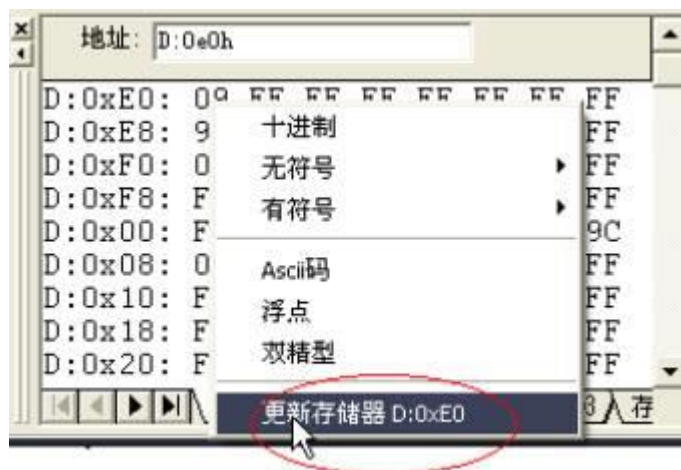 地址: D:0e0h
D:0xE0: 09 FF FF FF FF FF FF FF
D:0xE8: 9 FF
D:0xF0: 0 FF
D:0xF8: F FF
D:0x00: F 9C
D:0x08: 0 FF
D:0x10: F FF
D:0x18: F FF
D:0x20: F FF
十进制
无符号
有符号
Ascii码
浮点
双精型
更新存储器 D:0xE0
存